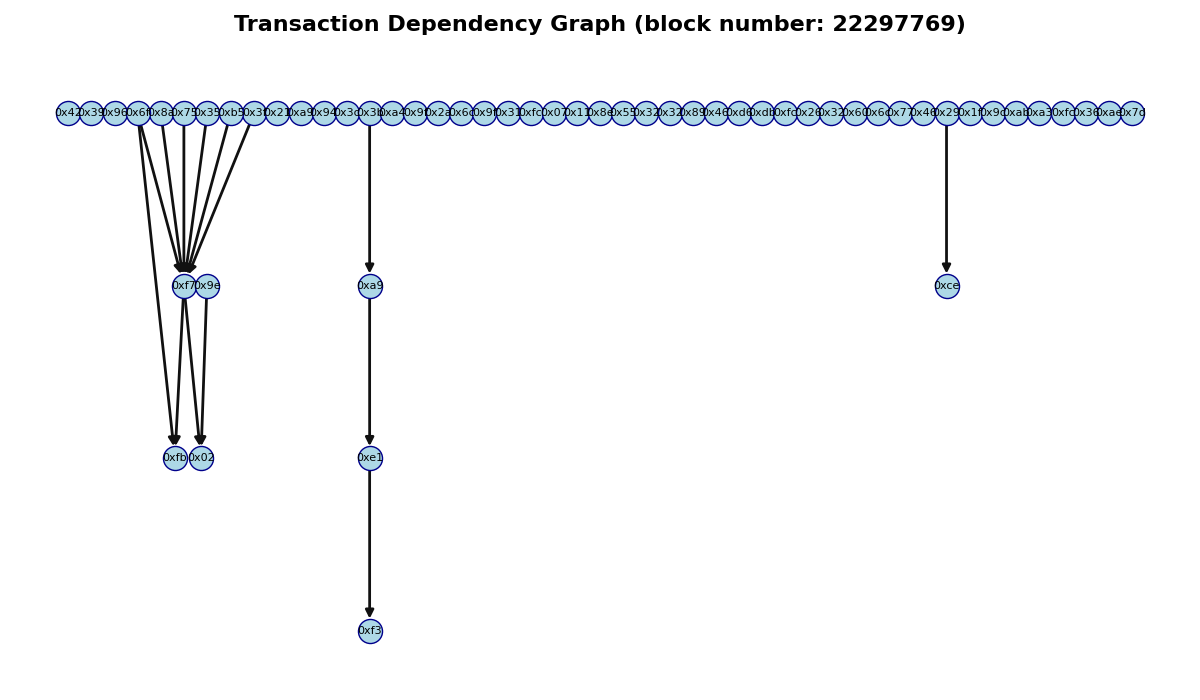 Transaction Dependency Graph (block number: 22297769)
0x42 0x39 0x96 0x6f 0x8a 0x75 0x35 0xb5 0x3f 0x21 0xa9 0x94 0x3c 0x3b 0xa4 0x9f 0x2a 0x6c 0x9f 0x31 0xfc 0x07 0x11 0x8e 0x55 0x32 0x32 0x89 0x46 0xd6 0xdb 0xfc 0x26 0x32 0x60 0x6c 0x77 0x46 0x29 0x1f 0x9c 0xab 0xa3 0xfc 0x36 0xae 0x7c
0xf7 0x9e 0xa9 0xce
0xfb 0x02 0xe1
0xf3